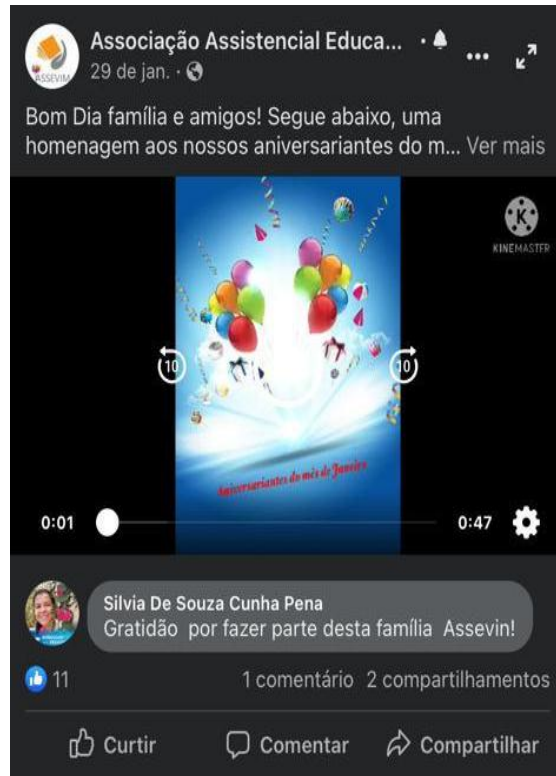 Associação Assistencial Educa... ·
29 de jan. ·
ASSEVIM
Bom Dia família e amigos! Segue abaixo, uma
homenagem aos nossos aniversariantes do m... Ver mais
KINEMASTER
10 10
Aniversariantes do mês de Janeiro
0:01 0:47
Silvia De Souza Cunha Pena
Gratidão por fazer parte desta família Assevin!
11 1 comentário 2 compartilhamentos
Curtir Comentar Compartilhar